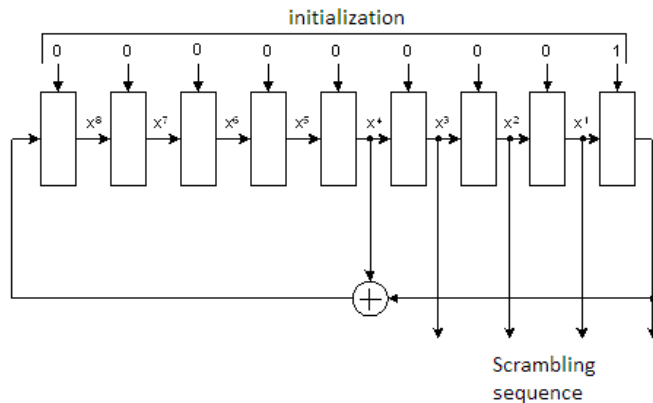 initialization
0 0 0 0 0 0 0 0 1
x⁸ x⁷ x⁶ x⁵ x⁴ x³ x² x¹
Scrambling
sequence